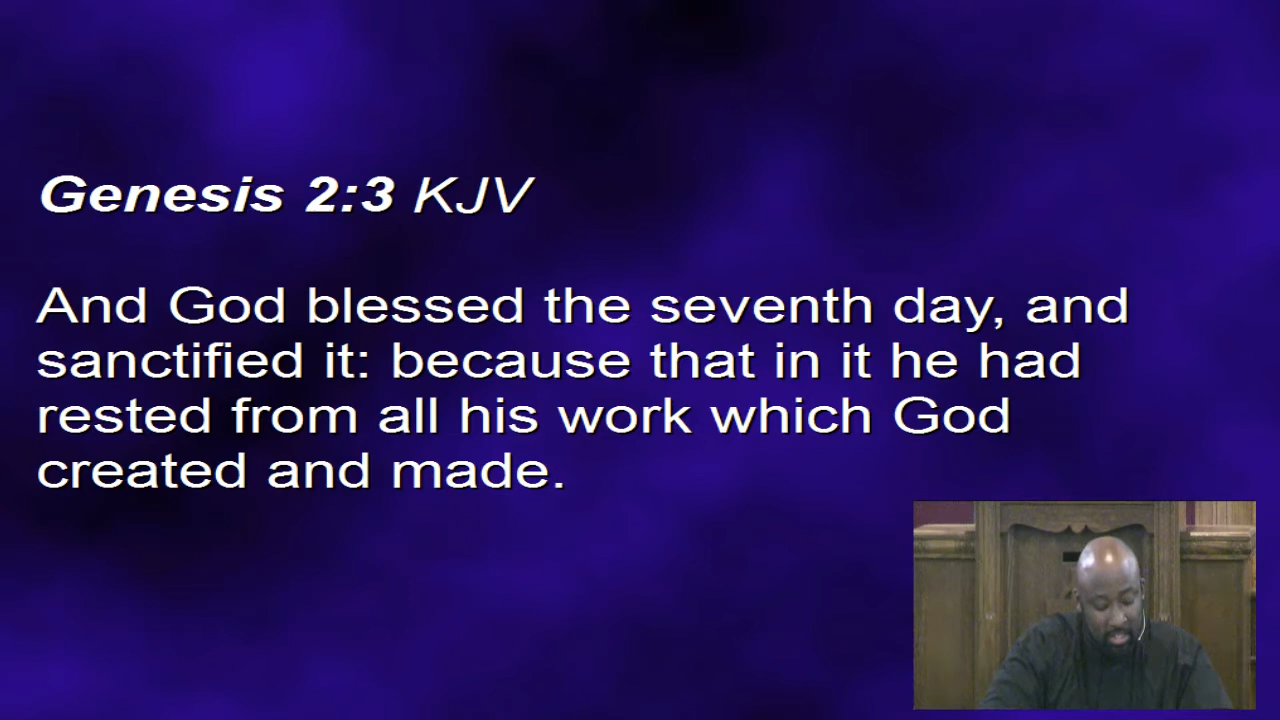 Genesis 2:3 KJV
And God blessed the seventh day, and
sanctified it: because that in it he had
rested from all his work which God
created and made.